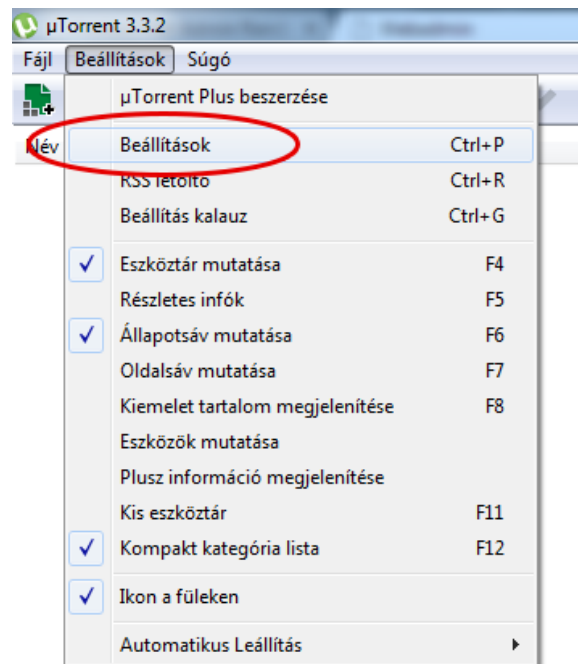 µTorrent 3.3.2
Fájl Beállítások Súgó
µTorrent Plus beszerzése
Név
Beállítások Ctrl+P
RSS letöltő Ctrl+R
Beállítás kalauz Ctrl+G
Eszköztár mutatása F4
Részletes infók F5
Állapotsáv mutatása F6
Oldalsáv mutatása F7
Kiemelet tartalom megjelenítése F8
Eszközök mutatása
Plusz információ megjelenítése
Kis eszköztár F11
Kompakt kategória lista F12
Ikon a füleken
Automatikus Leállítás